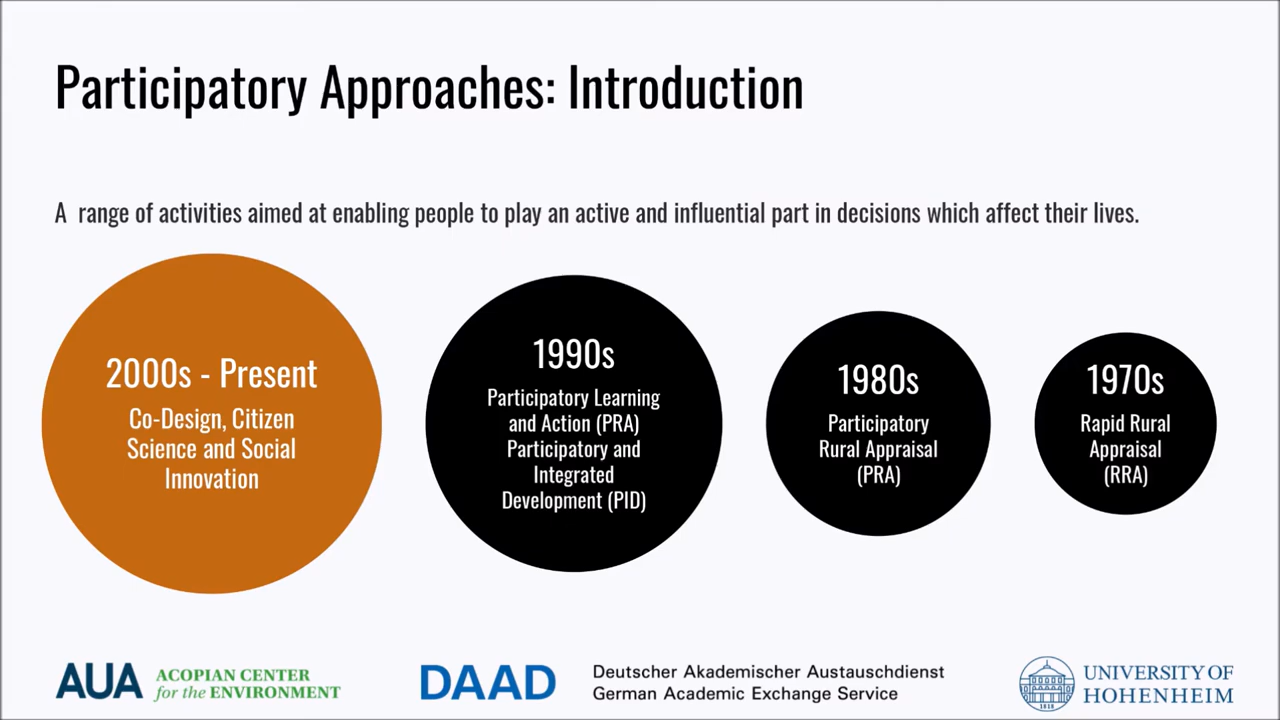 Participatory Approaches: Introduction
A range of activities aimed at enabling people to play an active and influential part in decisions which affect their lives.
2000s - Present
Co-Design, Citizen
Science and Social
Innovation
1990s
Participatory Learning
and Action (PRA)
Participatory and
Integrated
Development (PID)
1980s
Participatory
Rural Appraisal
(PRA)
1970s
Rapid Rural
Appraisal
(RRA)
AUA
ACOPIAN CENTER
for the ENVIRONMENT
DAAD
Deutscher Akademischer Austauschdienst
German Academic Exchange Service
1818
UNIVERSITY OF
HOHENHEIM